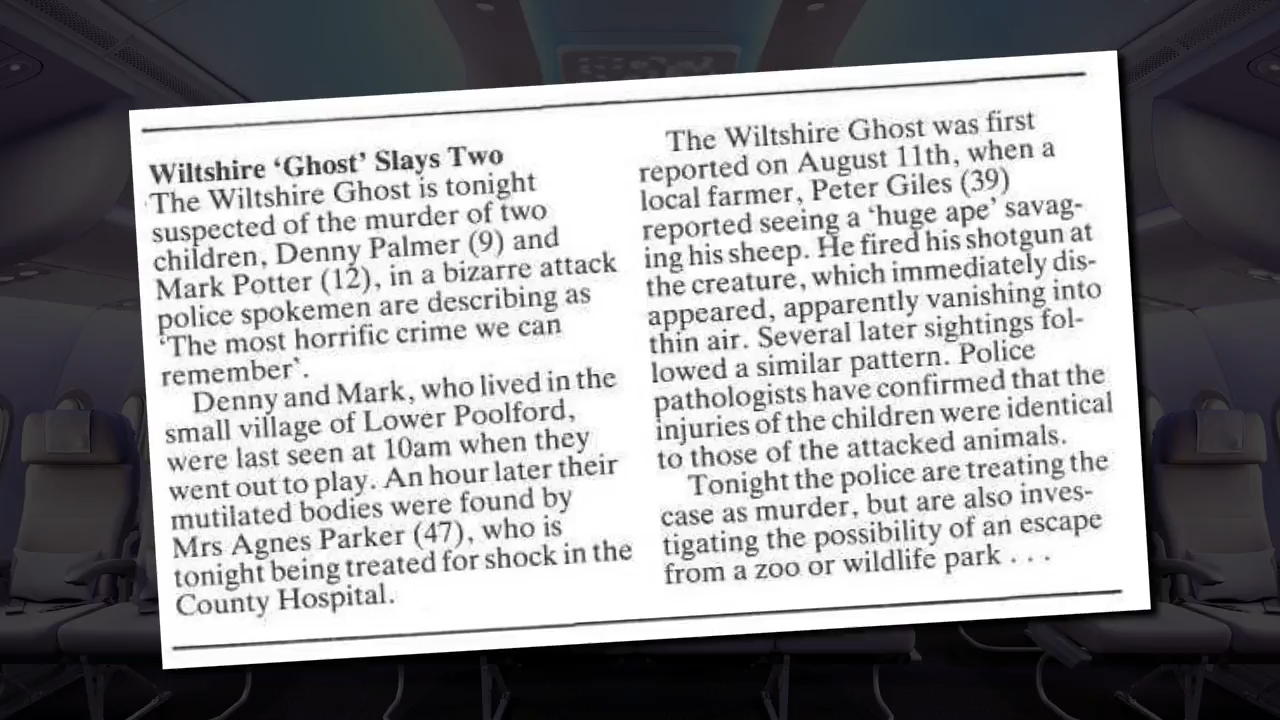 Wiltshire ‘Ghost’ Slays Two
The Wiltshire Ghost is tonight
suspected of the murder of two
children, Denny Palmer (9) and
Mark Potter (12), in a bizarre attack
police spokemen are describing as
‘The most horrific crime we can
remember’.
Denny and Mark, who lived in the
small village of Lower Poolford,
were last seen at 10am when they
went out to play. An hour later their
mutilated bodies were found by
Mrs Agnes Parker (47), who is
tonight being treated for shock in the
County Hospital.
The Wiltshire Ghost was first
reported on August 11th, when a
local farmer, Peter Giles (39)
reported seeing a ‘huge ape’ savag-
ing his sheep. He fired his shotgun at
the creature, which immediately dis-
appeared, apparently vanishing into
thin air. Several later sightings fol-
lowed a similar pattern. Police
pathologists have confirmed that the
injuries of the children were identical
to those of the attacked animals.
Tonight the police are treating the
case as murder, but are also inves-
tigating the possibility of an escape
from a zoo or wildlife park . . .